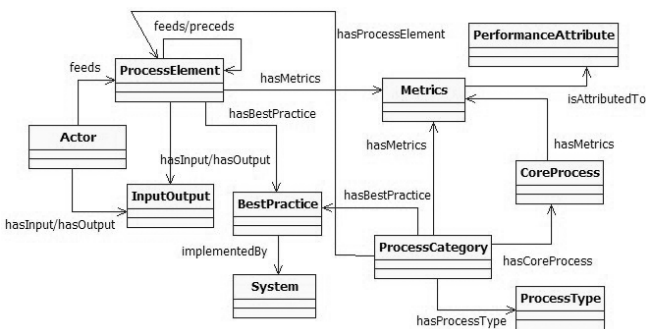 feeds/preceds
hasProcessElement
PerformanceAttribute
feeds
ProcessElement
hasMetrics
Metrics
isAttributedTo
hasBestPractice
Actor
hasMetrics
hasMetrics
hasInput/hasOutput
CoreProcess
InputOutput
BestPractice
hasBestPractice
hasInput/hasOutput
ProcessCategory
implementedBy
hasCoreProcess
System
ProcessType
hasProcessType